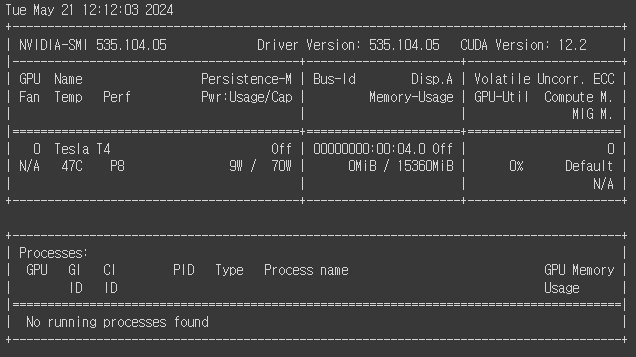 Tue May 21 12:12:03 2024
+---------------------------------------------------------------------------------------+
| NVIDIA-SMI 535.104.05             Driver Version: 535.104.05   CUDA Version: 12.2     |
|-----------------------------------------+----------------------+----------------------+
| GPU  Name                 Persistence-M | Bus-Id        Disp.A | Volatile Uncorr. ECC |
| Fan  Temp   Perf          Pwr:Usage/Cap |         Memory-Usage | GPU-Util  Compute M. |
|                                         |                      |               MIG M. |
|=========================================+======================+======================|
|   0  Tesla T4                       Off | 00000000:00:04.0 Off |                    0 |
| N/A   47C    P8               9W /  70W |      0MiB / 15360MiB |      0%      Default |
|                                         |                      |                  N/A |
+-----------------------------------------+----------------------+----------------------+

+---------------------------------------------------------------------------------------+
| Processes:                                                                            |
|  GPU   GI   CI        PID   Type   Process name                            GPU Memory |
|        ID   ID                                                             Usage      |
|=======================================================================================|
|  No running processes found                                                           |
+---------------------------------------------------------------------------------------+